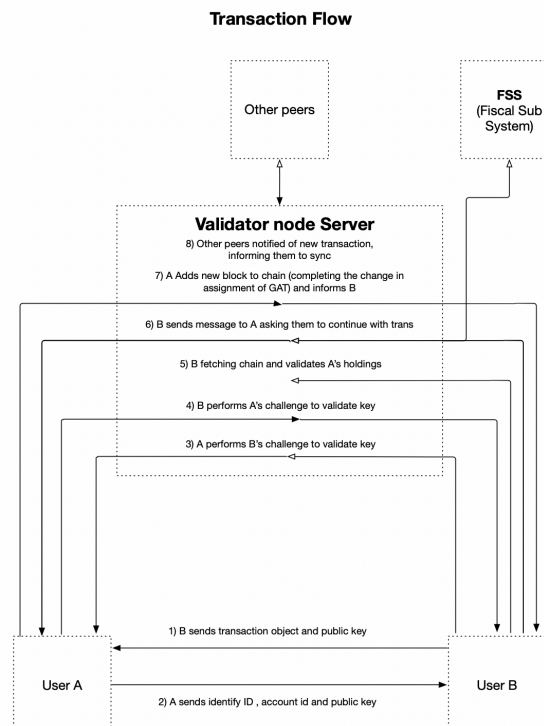 Transaction Flow
Other peers
FSS
(Fiscal Sub
System)
Validator node Server
8) Other peers notified of new transaction,
informing them to sync
7) A Adds new block to chain (completing the change in
assignment of GAT) and informs B
6) B sends message to A asking them to continue with trans
5) B fetching chain and validates A's holdings
4) B performs A's challenge to validate key
3) A performs B's challenge to validate key
1) B sends transaction object and public key
User A
User B
2) A sends identify ID , account id and public key